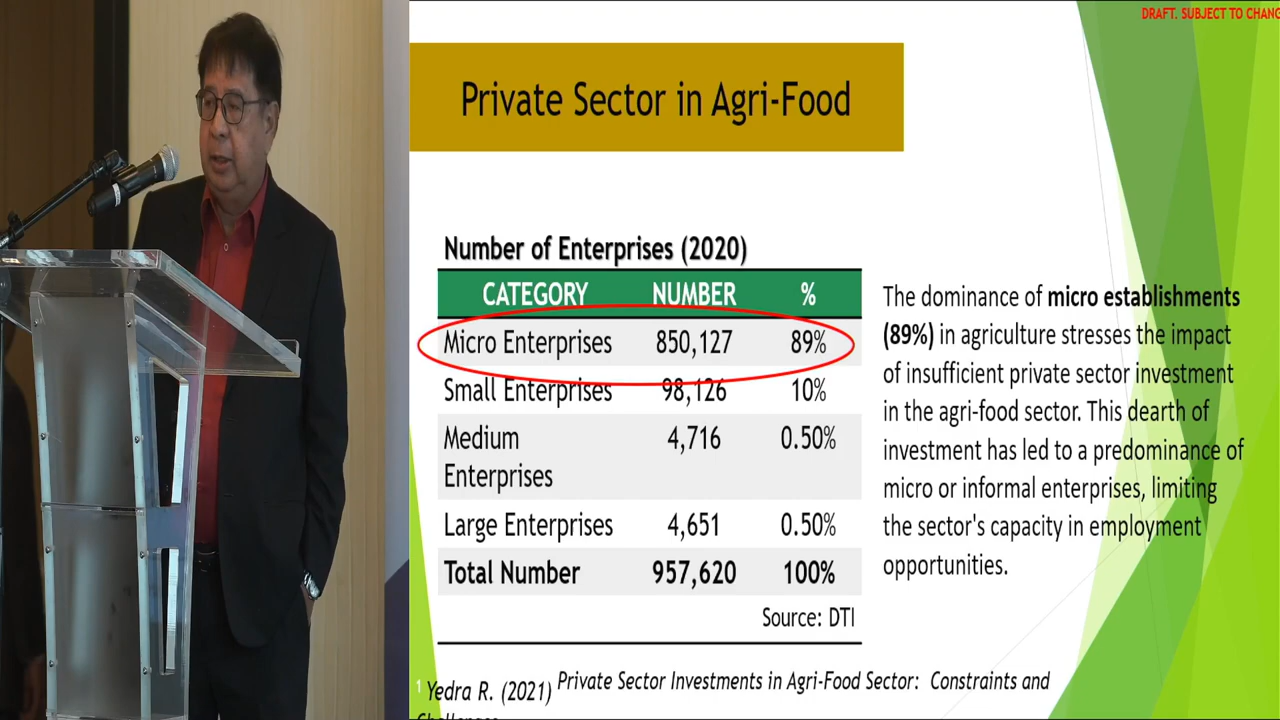 DRAFT. SUBJECT TO CHANG
Private Sector in Agri-Food
Number of Enterprises (2020)
CATEGORY NUMBER %
Micro Enterprises 850,127 89%
Small Enterprises 98,126 10%
Medium Enterprises 4,716 0.50%
Large Enterprises 4,651 0.50%
Total Number 957,620 100%
Source: DTI
The dominance of micro establishments
(89%) in agriculture stresses the impact
of insufficient private sector investment
in the agri-food sector. This dearth of
investment has led to a predominance of
micro or informal enterprises, limiting
the sector's capacity in employment
opportunities.
1 Yedra R. (2021) Private Sector Investments in Agri-Food Sector: Constraints and
Challenges